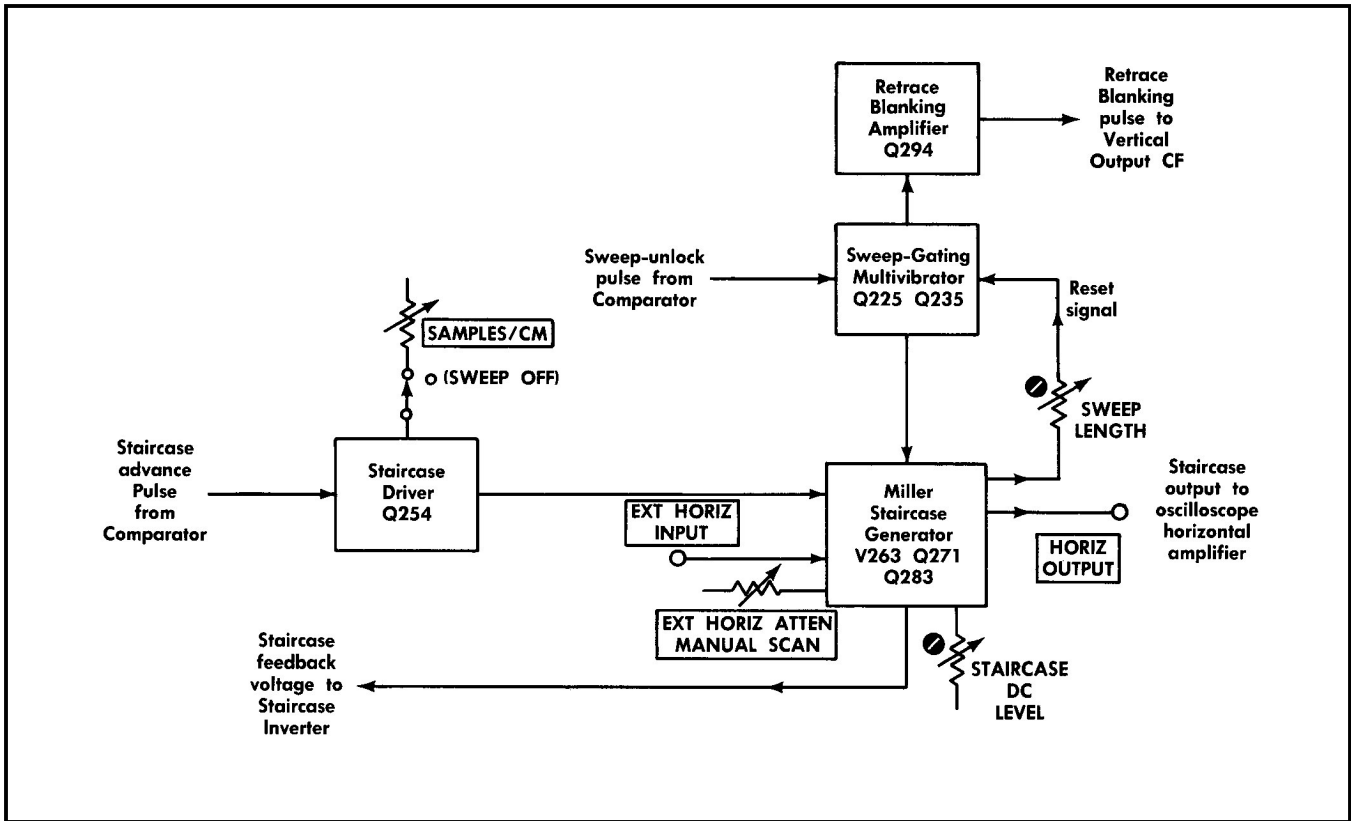 Retrace
Blanking
Amplifier
Q294
Retrace
Blanking
pulse to
Vertical
Output CF
Sweep-unlock
pulse from
Comparator
Sweep-Gating
Multivibrator
Q225 Q235
Reset
signal
SAMPLES/CM
(SWEEP OFF)
SWEEP
LENGTH
Staircase
advance
Pulse
from
Comparator
Staircase
Driver
Q254
EXT HORIZ
INPUT
Miller
Staircase
Generator
V263 Q271
Q283
Staircase
output to
oscilloscope
horizontal
amplifier
HORIZ
OUTPUT
EXT HORIZ ATTEN
MANUAL SCAN
Staircase
feedback
voltage to
Staircase
Inverter
STAIRCASE
DC
LEVEL